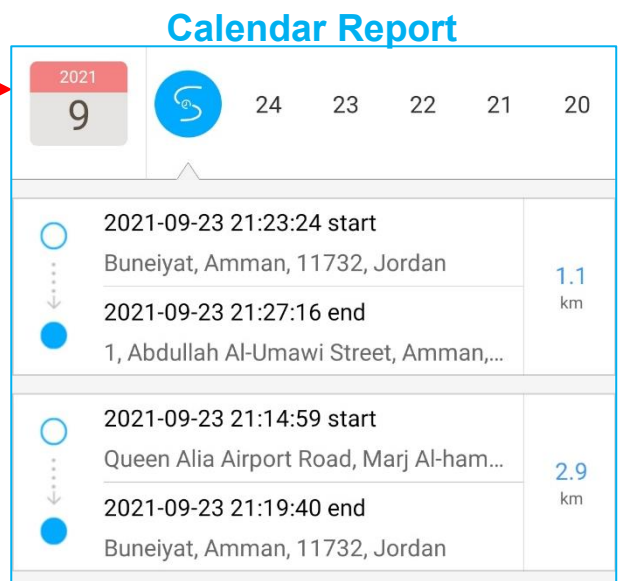 Calendar Report
2021
9
24 23 22 21 20
2021-09-23 21:23:24 start
Buneiyat, Amman, 11732, Jordan
2021-09-23 21:27:16 end
1, Abdullah Al-Umawi Street, Amman,...
1.1
km
2021-09-23 21:14:59 start
Queen Alia Airport Road, Marj Al-ham...
2021-09-23 21:19:40 end
Buneiyat, Amman, 11732, Jordan
2.9
km